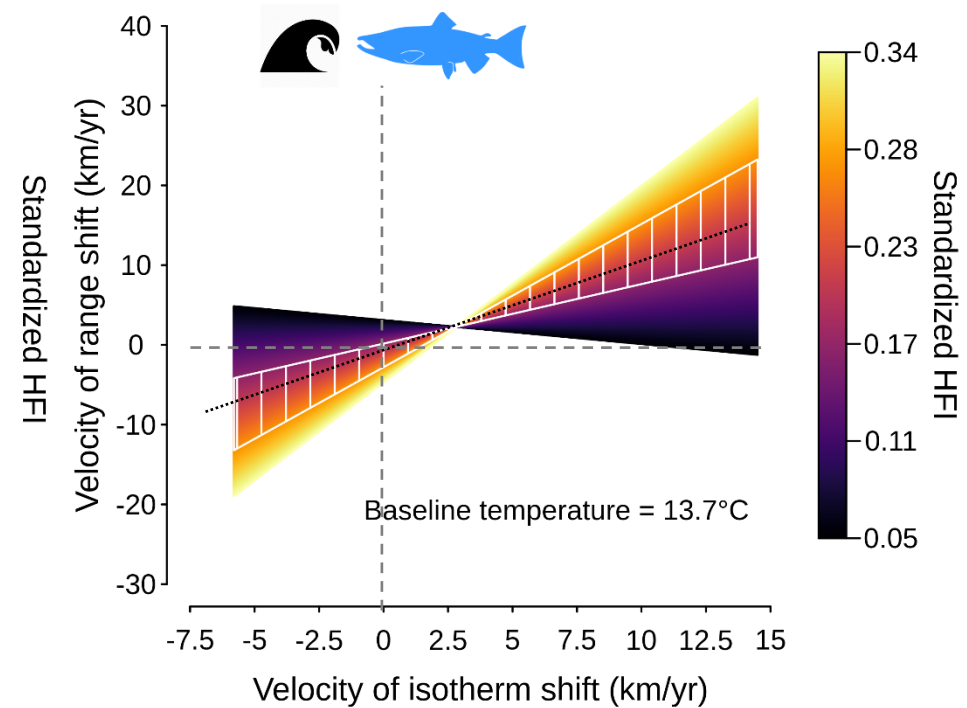 Standardized HFI
Velocity of range shift (km/yr)
40
30
20
10
0
-10
-20
-30
Baseline temperature = 13.7°C
-7.5 -5 -2.5 0 2.5 5 7.5 10 12.5 15
Velocity of isotherm shift (km/yr)
0.34
0.28
0.23
0.17
0.11
0.05
Standardized HFI